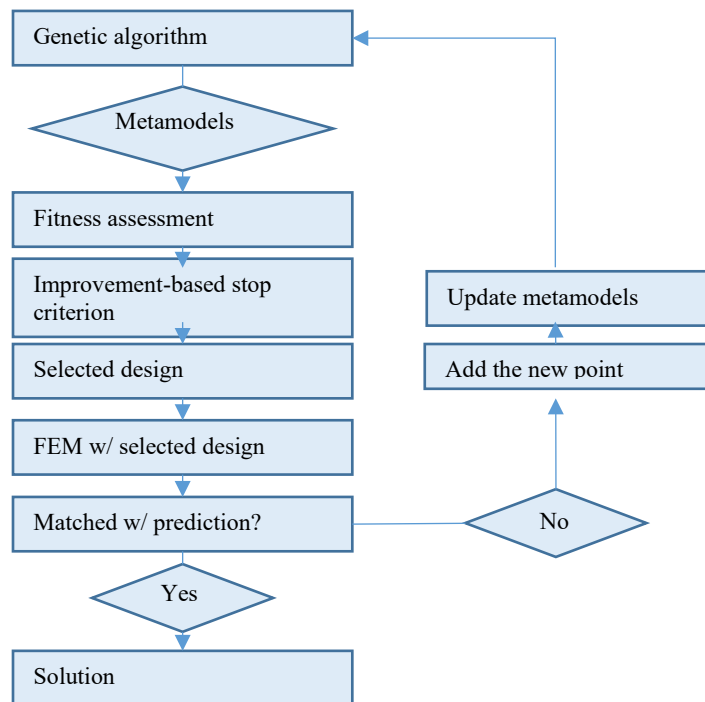 Genetic algorithm
Metamodels
Fitness assessment
Improvement-based stop
criterion
Selected design
FEM w/ selected design
Matched w/ prediction?
Yes
Solution
No
Add the new point
Update metamodels